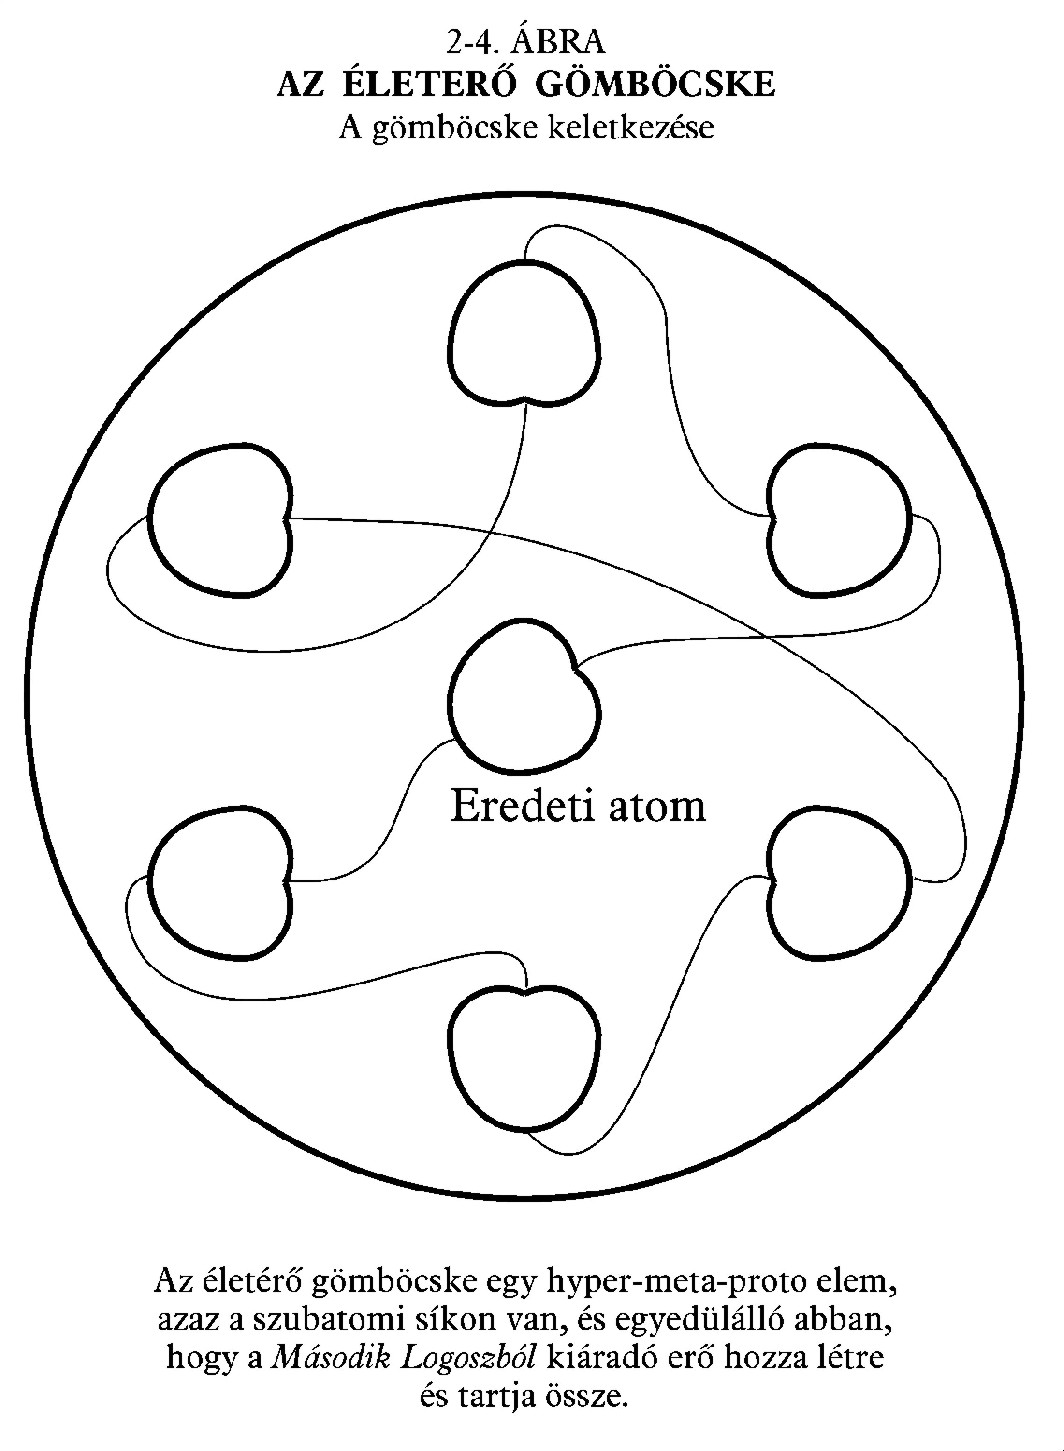 2-4. ÁBRA
AZ ÉLETERŐ GÖMBÖCSKE
A gömböcske keletkezése
Eredeti atom
Az életérő gömböcske egy hyper-meta-proto elem,
azaz a szubatomi síkon van, és egyedülálló abban,
hogy a Második Logoszból kiáradó erő hozza létre
és tartja össze.